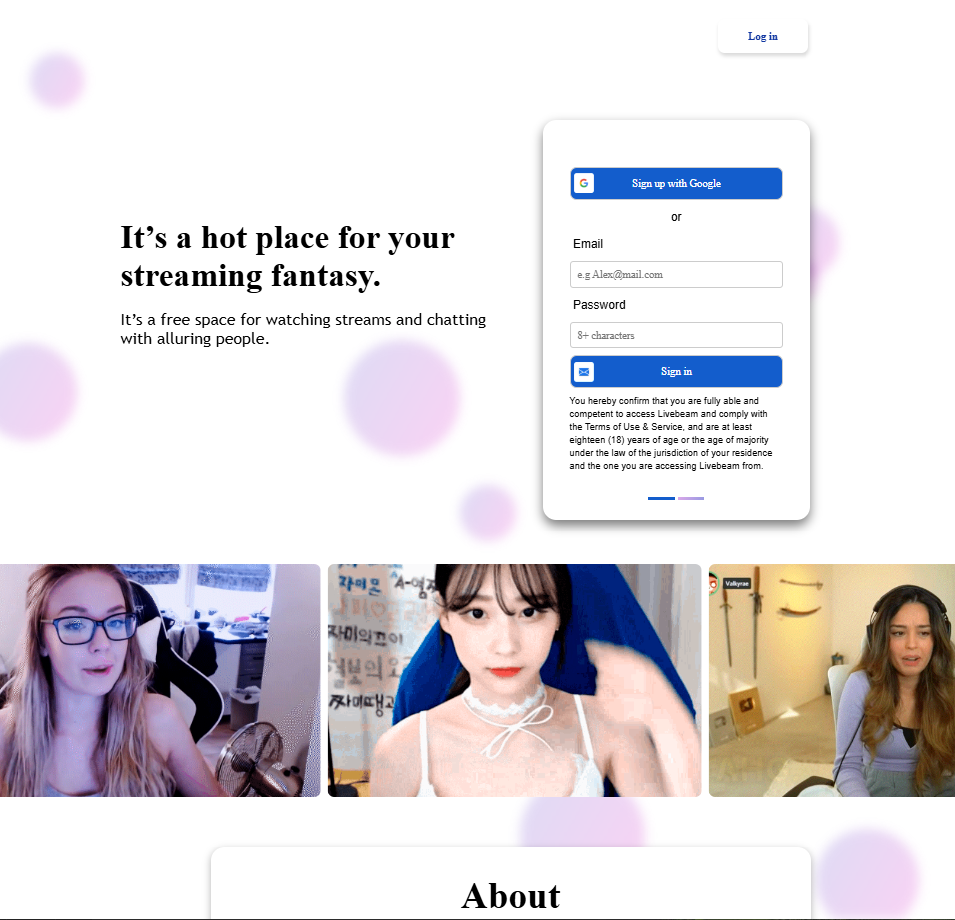 Log in
Sign up with Google
or
Email
e.g Alex@mail.com
Password
8+ characters
Sign in
You hereby confirm that you are fully able and
competent to access Livebeam and comply with
the Terms of Use & Service, and are at least
eighteen (18) years of age or the age of majority
under the law of the jurisdiction of your residence
and the one you are accessing Livebeam from.
It’s a hot place for your
streaming fantasy.
It’s a free space for watching streams and chatting
with alluring people.
Valkyrae
About